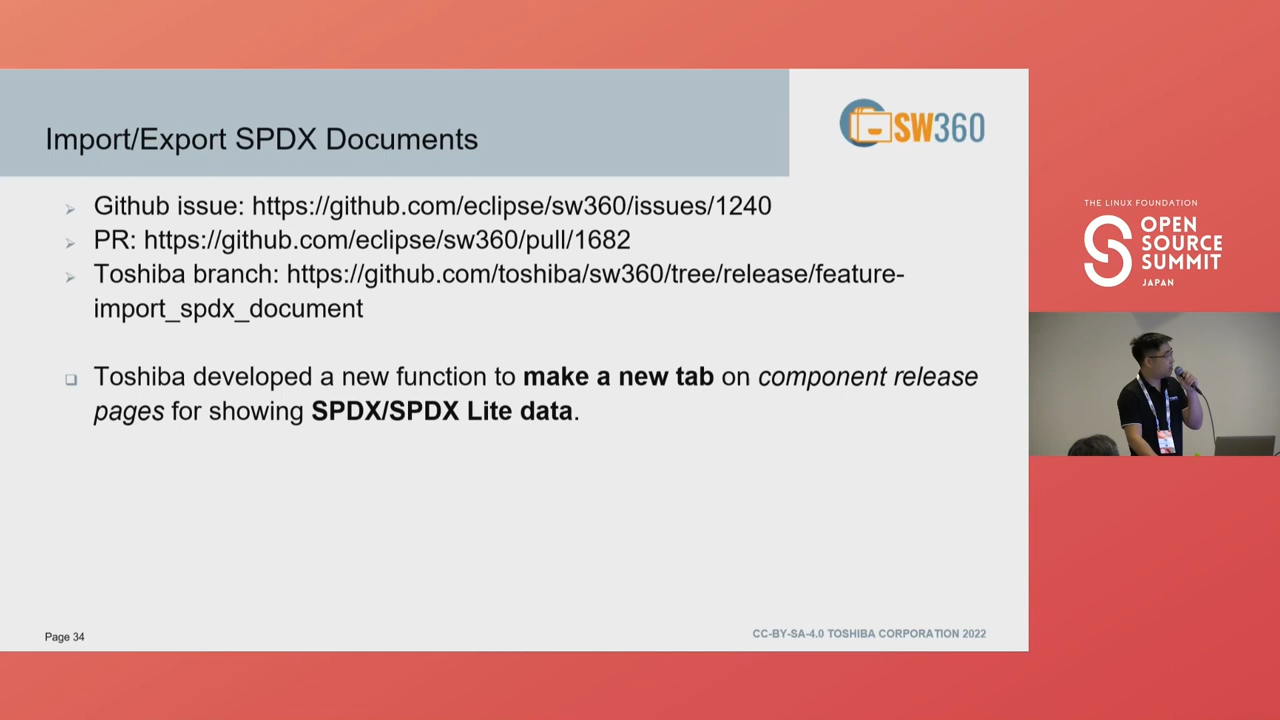 Import/Export SPDX Documents
SW360
Github issue: https://github.com/eclipse/sw360/issues/1240
PR: https://github.com/eclipse/sw360/pull/1682
Toshiba branch: https://github.com/toshiba/sw360/tree/release/feature-
import_spdx_document
Toshiba developed a new function to make a new tab on component release
pages for showing SPDX/SPDX Lite data.
Page 34
CC-BY-SA-4.0 TOSHIBA CORPORATION 2022
THE LINUX FOUNDATION
OPEN
SOURCE
SUMMIT
JAPAN